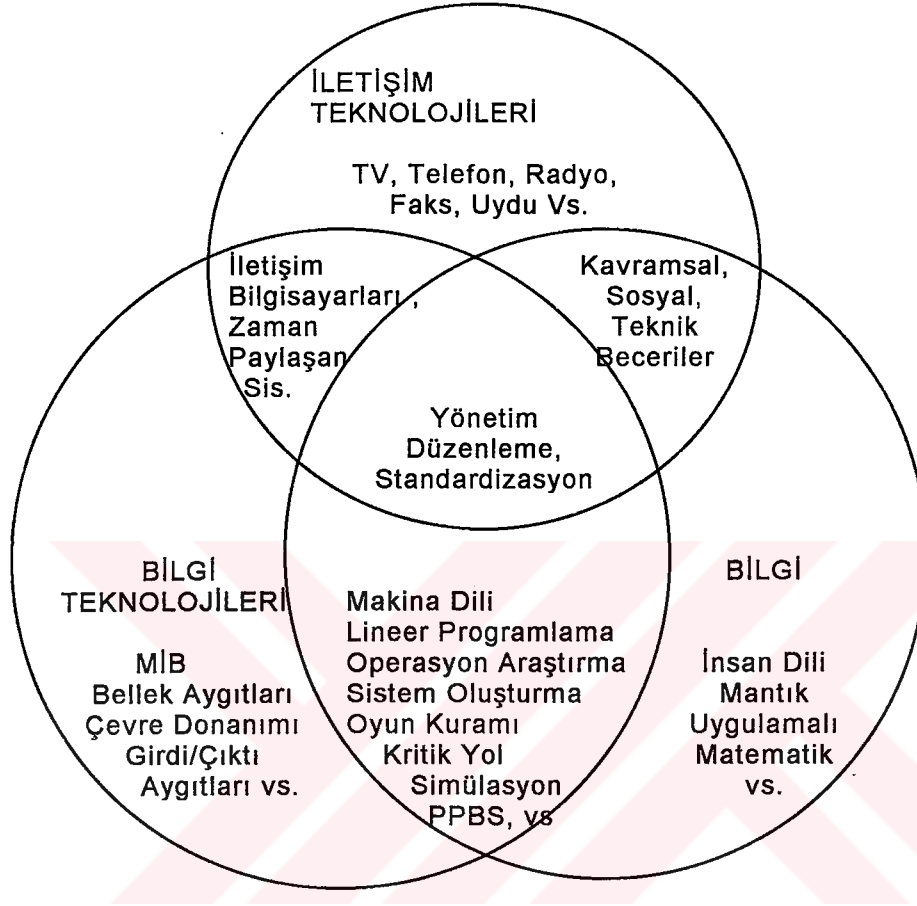 İLETİŞİM
TEKNOLOJİLERİ
TV, Telefon, Radyo,
Faks, Uydu Vs.
İletişim
Bilgisayarları ,
Zaman
Paylaşan
Sis.
Kavramsal,
Sosyal,
Teknik
Beceriler
Yönetim
Düzenleme,
Standardizasyon
BİLGİ
TEKNOLOJİLERİ
MİB
Bellek Aygıtları
Çevre Donanımı
Girdi/Çıktı
Aygıtları vs.
Makina Dili
Lineer Programlama
Operasyon Araştırma
Sistem Oluşturma
Oyun Kuramı
Kritik Yol
Simülasyon
PPBS, vs
BİLGİ
İnsan Dili
Mantık
Uygulamalı
Matematik
vs.